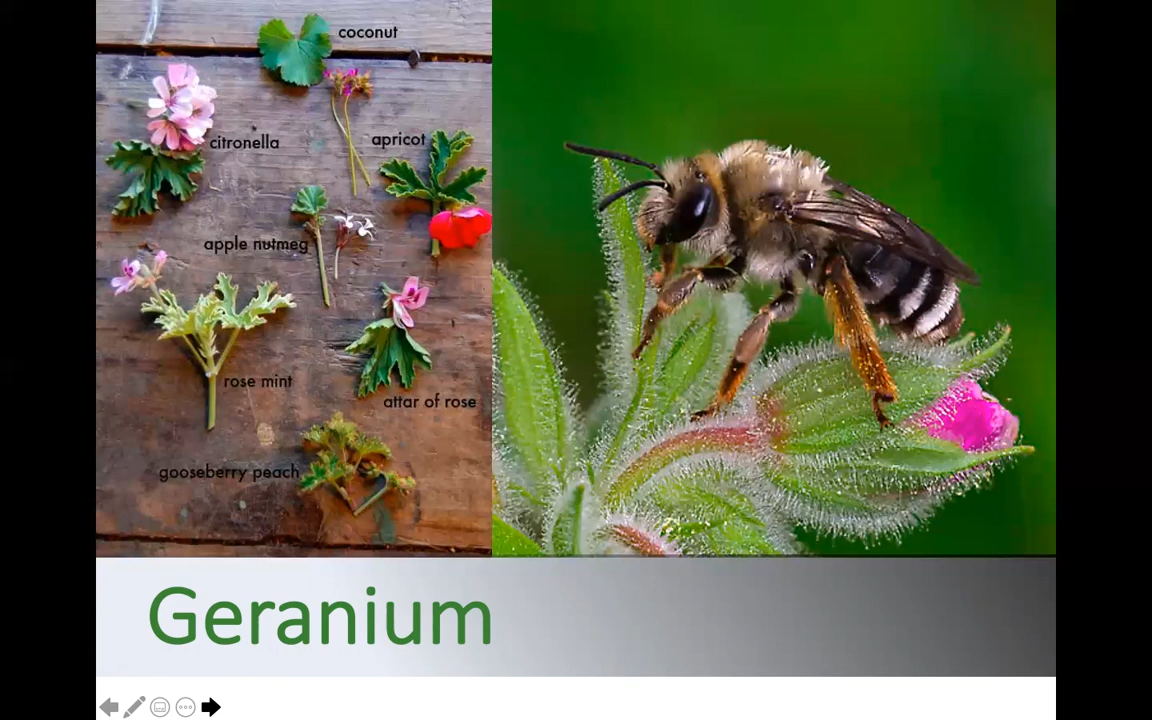 coconut
citronella
apricot
apple nutmeg
rose mint
attar of rose
gooseberry peach
Geranium